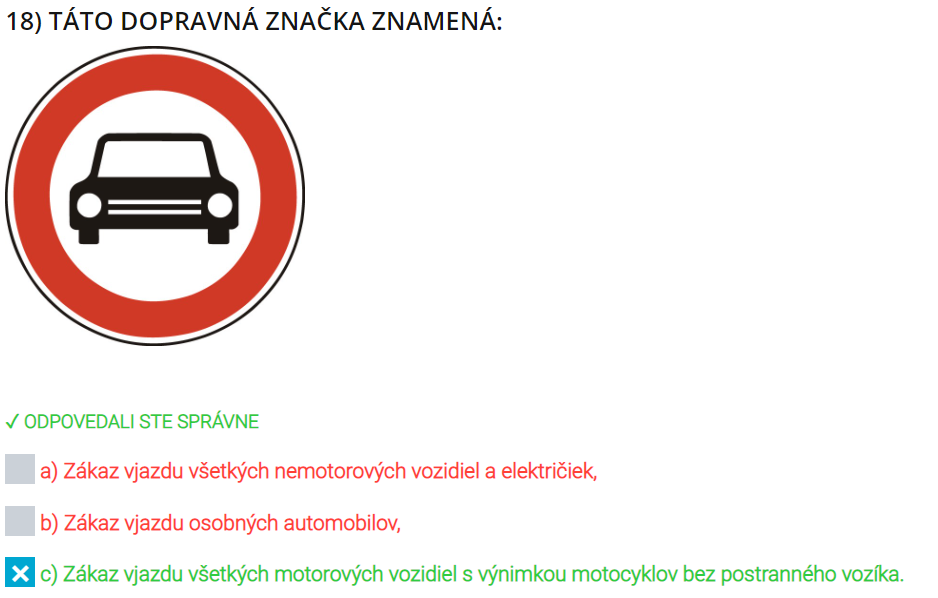 18) TÁTO DOPRAVNÁ ZNAČKA ZNAMENÁ:
✓ ODPOVEDALI STE SPRÁVNE
a) Zákaz vjazdu všetkých nemotorových vozidiel a električiek,
b) Zákaz vjazdu osobných automobilov,
c) Zákaz vjazdu všetkých motorových vozidiel s výnimkou motocyklov bez postranného vozíka.